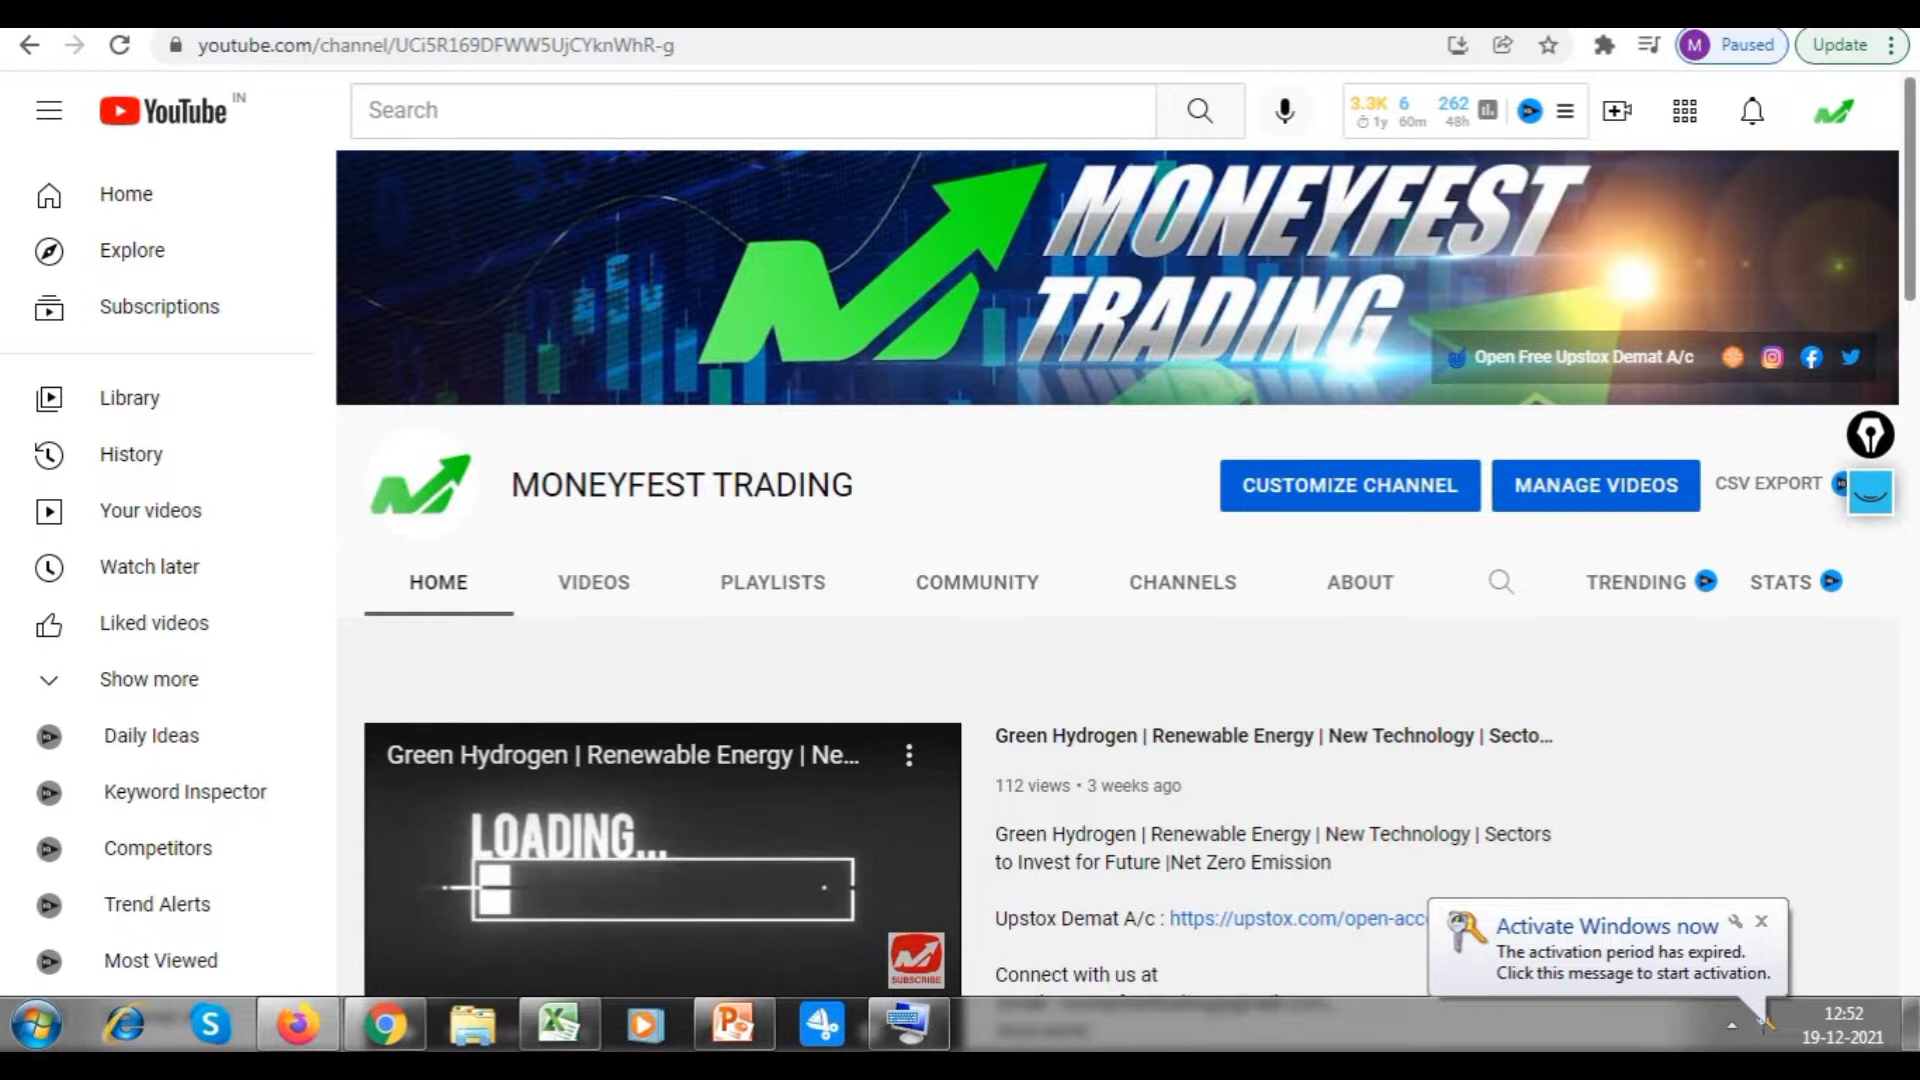 youtube.com/channel/UCi5R169DFWW5UjCYknWhR-g
M Paused
Update
YouTube IN
Search
3.3K 6 262
1y 60m 48h
Home
Explore
Subscriptions
Library
History
Your videos
Watch later
Liked videos
Show more
Daily Ideas
Keyword Inspector
Competitors
Trend Alerts
Most Viewed
MONEYFEST
TRADING
Open Free Upstox Demat A/c
MONEYFEST TRADING
CUSTOMIZE CHANNEL
MANAGE VIDEOS
CSV EXPORT
HOME
VIDEOS
PLAYLISTS
COMMUNITY
CHANNELS
ABOUT
TRENDING
STATS
Green Hydrogen | Renewable Energy | Ne...
LOADING...
SUBSCRIBE
Green Hydrogen | Renewable Energy | New Technology | Secto...
112 views • 3 weeks ago
Green Hydrogen | Renewable Energy | New Technology | Sectors
to Invest for Future |Net Zero Emission
Upstox Demat A/c : https://upstox.com/open-acc
Connect with us at
Activate Windows now
The activation period has expired.
Click this message to start activation.
12:52
19-12-2021